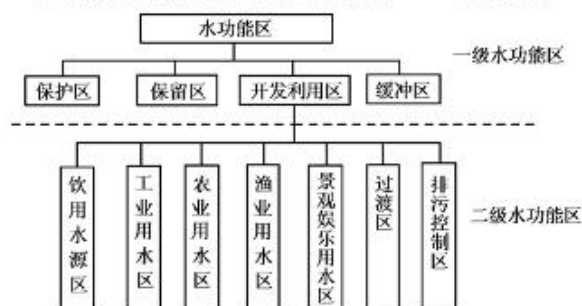 水功能区
一级水功能区
保护区
保留区
开发利用区
缓冲区
饮用水源区
工业用水区
农业用水区
渔业用水区
景观娱乐用水区
过渡区
排污控制区
二级水功能区